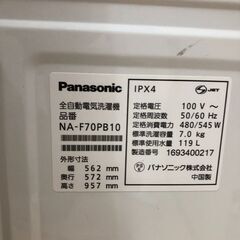 Panasonic
全自動電気洗濯機
品番
NA-F70PB10
外形寸法
幅 562 mm
奥行 572 mm
高さ 957 mm
IPX4
JET
定格電圧 100 V ~
定格周波数 50/60 Hz
定格消費電力 480/545 W
標準洗濯容量 7.0 kg
標準使用水量 119 L
製造番号 1693400217
パナソニック株式会社
中国製